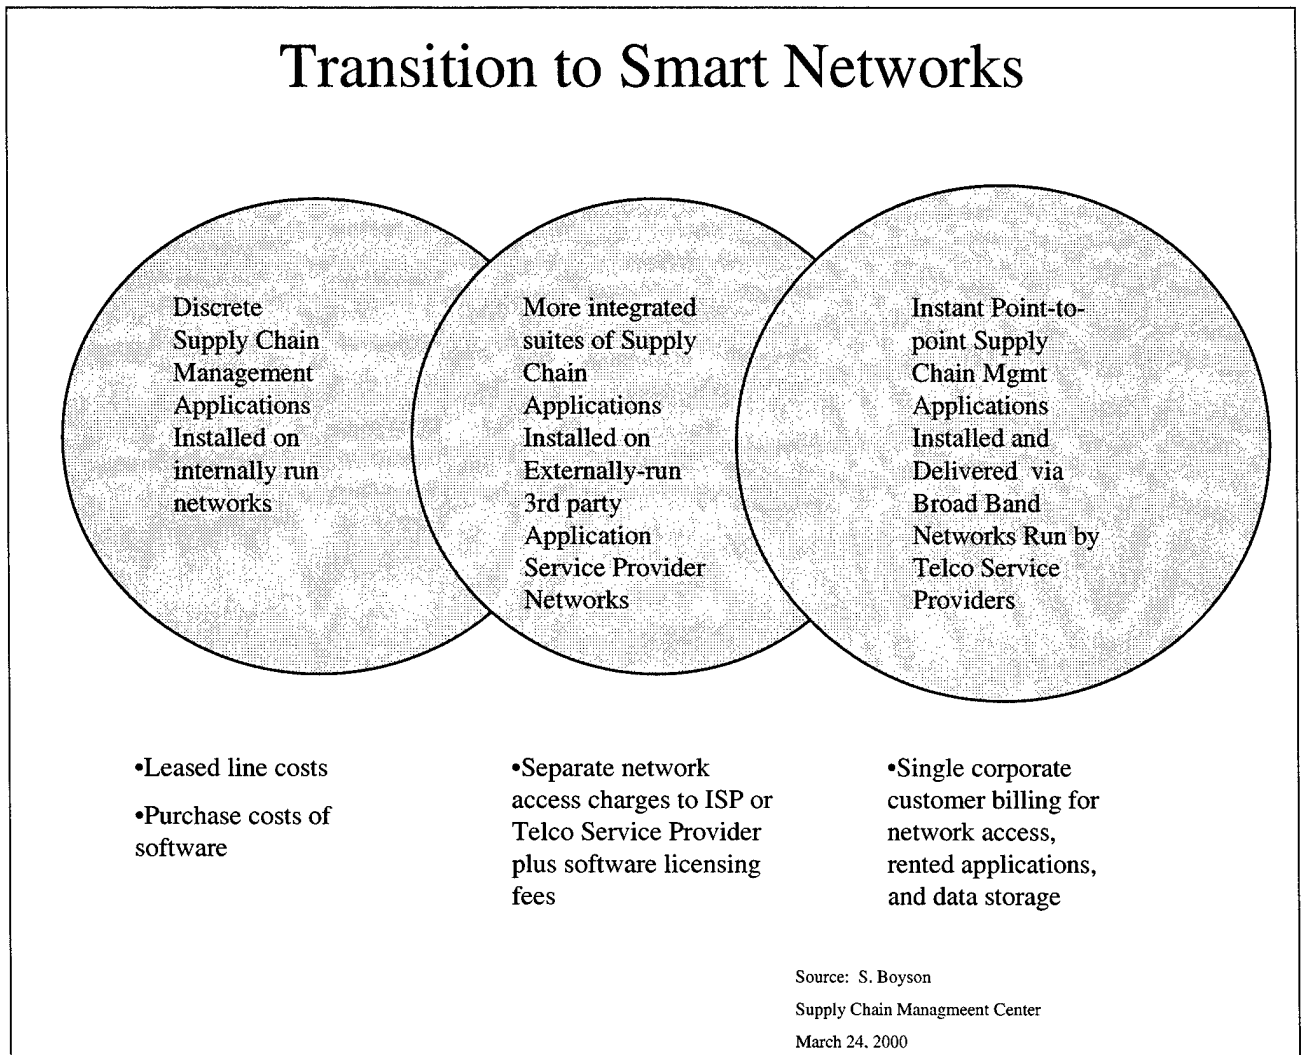 Transition to Smart Networks
Discrete
Supply Chain
Management
Applications
Installed on
internally run
networks
More integrated
suites of Supply
Chain
Applications
Installed on
Externally-run
3rd party
Application
Service Provider
Networks
Instant Point-to-
point Supply
Chain Mgmt
Applications
Installed and
Delivered via
Broad Band
Networks Run by
Telco Service
Providers
•Leased line costs
•Purchase costs of
software
•Separate network
access charges to ISP or
Telco Service Provider
plus software licensing
fees
•Single corporate
customer billing for
network access,
rented applications,
and data storage
Source: S. Boyson
Supply Chain Managmeent Center
March 24, 2000